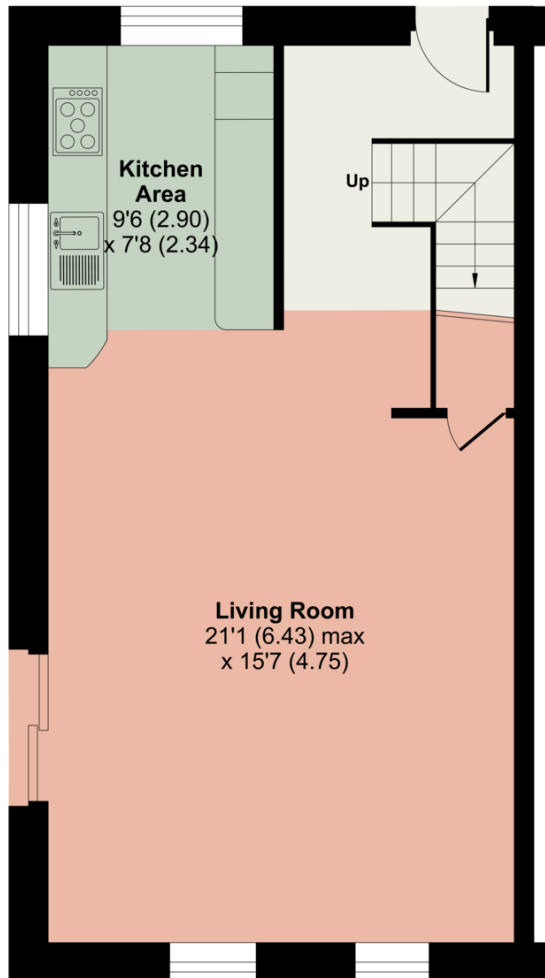 Kitchen
Area
9'6 (2.90)
x 7'8 (2.34)
Up
Living Room
21'1 (6.43) max
x 15'7 (4.75)